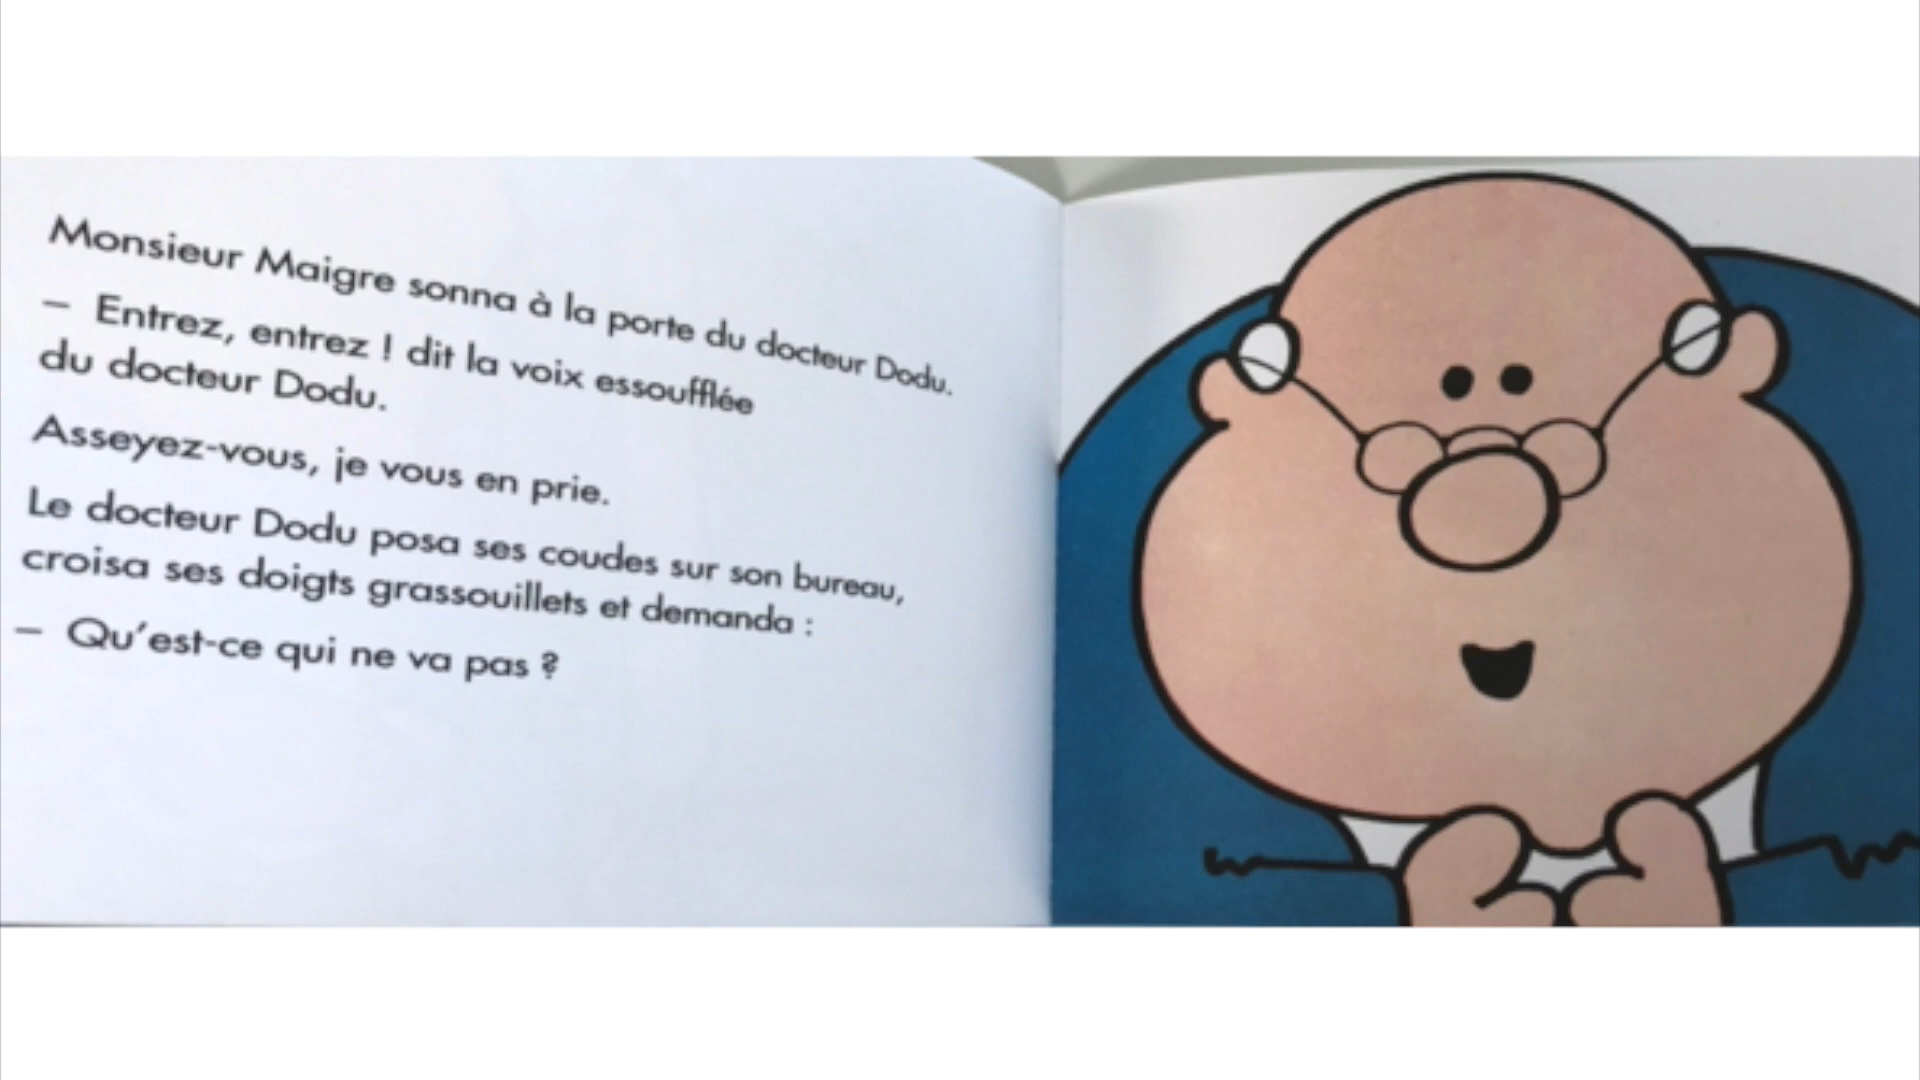 Monsieur Maigre sonna à la porte du docteur Dodu.
– Entrez, entrez ! dit la voix essoufflée
du docteur Dodu.
Asseyez-vous, je vous en prie.
Le docteur Dodu posa ses coudes sur son bureau,
croisa ses doigts grassouillets et demanda :
– Qu'est-ce qui ne va pas ?